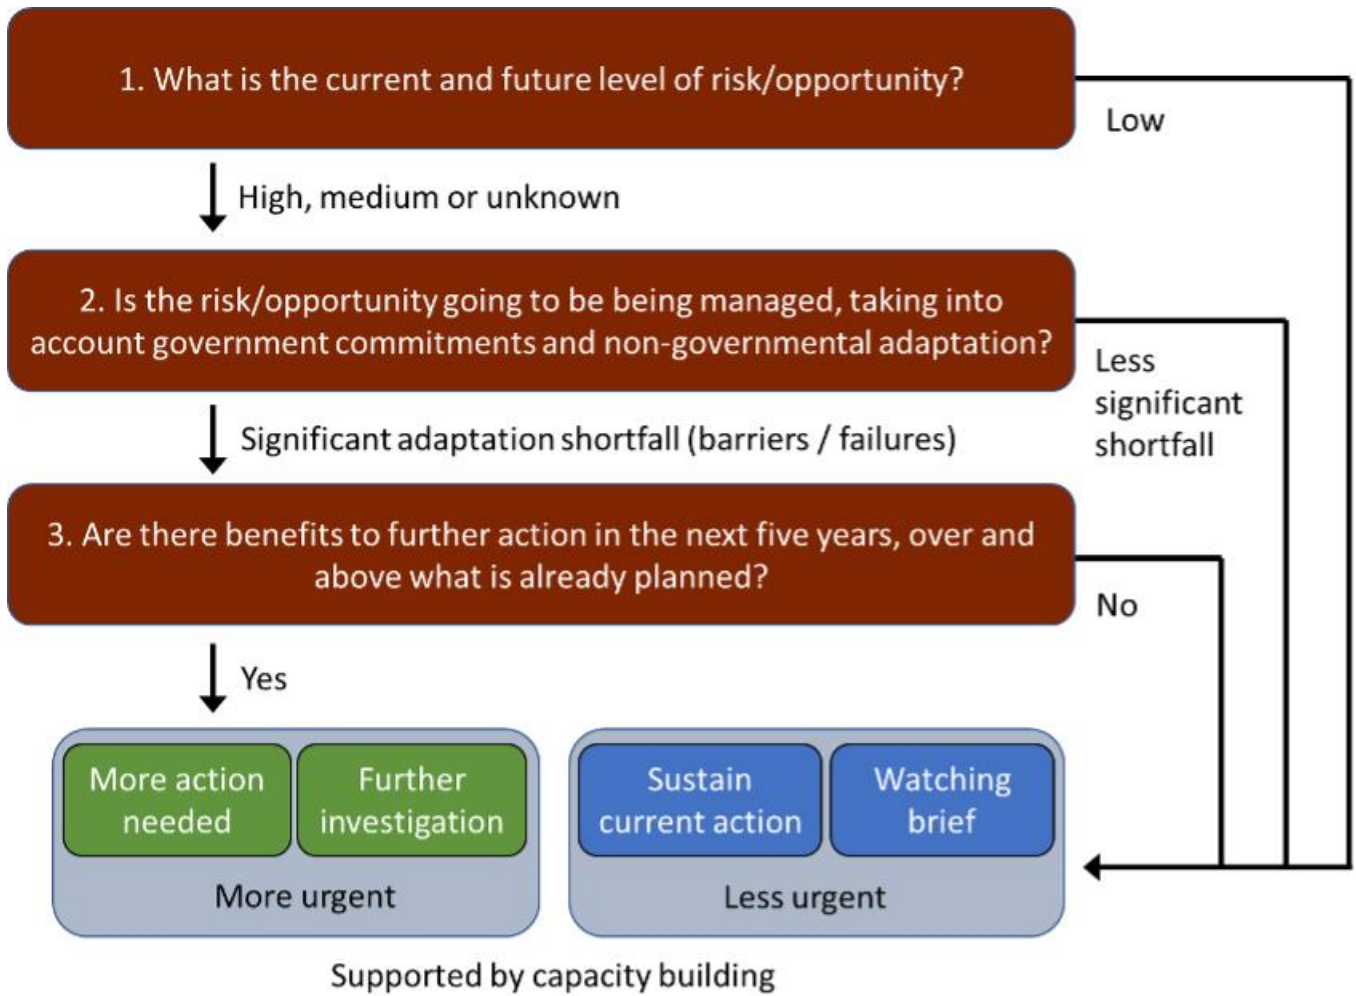 1. What is the current and future level of risk/opportunity?
Low
High, medium or unknown
2. Is the risk/opportunity going to be being managed, taking into
account government commitments and non-governmental adaptation?
Less
significant
shortfall
Significant adaptation shortfall (barriers / failures)
3. Are there benefits to further action in the next five years, over and
above what is already planned?
No
Yes
More action
needed
Further
investigation
More urgent
Sustain
current action
Watching
brief
Less urgent
Supported by capacity building